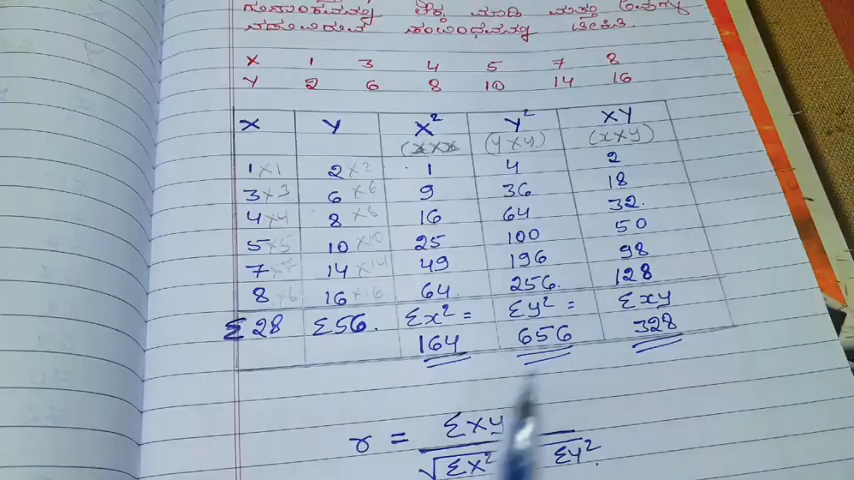 ಮತ್ತು
X 1 3 4 5 7 8
Y 2 6 8 10 14 16
X Y X² Y² XY
(X×X) (Y×Y) (X×Y)
1×1 2×2 1 4 2
3×3 6×6 9 36 18
4×4 8×8 16 64 32.
5×5 10×10 25 100 50
7 14×14 49 196 98
8 16 64 256. 128
Σ28 Σ56. Σx²= Σy²= Σxy
164 656 328
r = Σxy
√Σx² Σy².